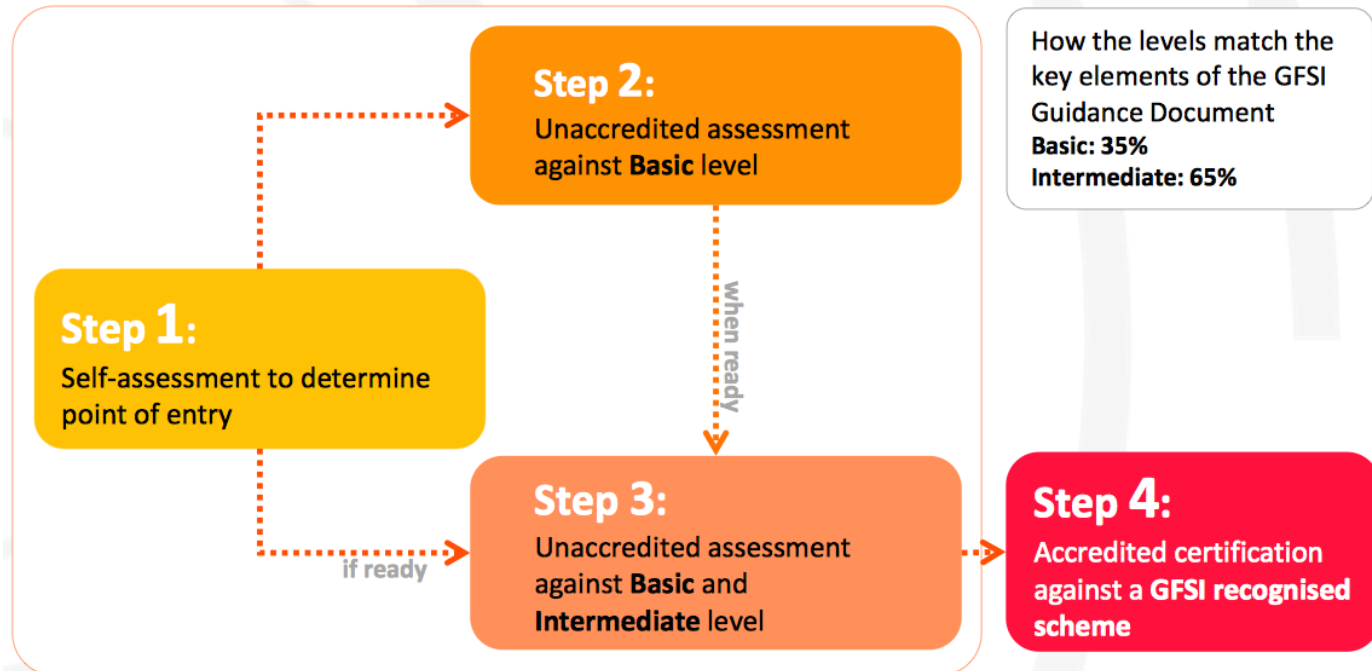 Step 1:
Self-assessment to determine
point of entry
Step 2:
Unaccredited assessment
against Basic level
when ready
if ready
Step 3:
Unaccredited assessment
against Basic and
Intermediate level
Step 4:
Accredited certification
against a GFSI recognised
scheme
How the levels match the
key elements of the GFSI
Guidance Document
Basic: 35%
Intermediate: 65%